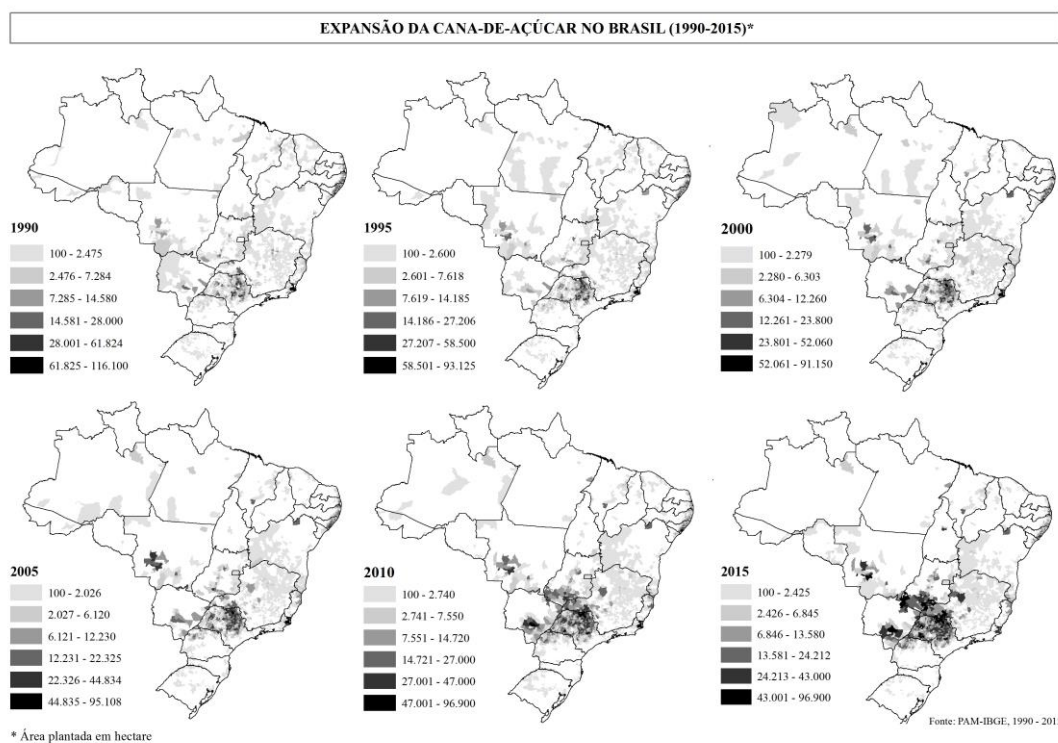 EXPANSÃO DA CANA-DE-AÇÚCAR NO BRASIL (1990-2015)*
1990
100 - 2.475
2.476 - 7.284
7.285 - 14.580
14.581 - 28.000
28.001 - 61.824
61.825 - 116.100
1995
100 - 2.600
2.601 - 7.618
7.619 - 14.185
14.186 - 27.206
27.207 - 58.500
58.501 - 93.125
2000
100 - 2.279
2.280 - 6.303
6.304 - 12.260
12.261 - 23.800
23.801 - 52.060
52.061 - 91.150
2005
100 - 2.026
2.027 - 6.120
6.121 - 12.230
12.231 - 22.325
22.326 - 44.834
44.835 - 95.108
2010
100 - 2.740
2.741 - 7.550
7.551 - 14.720
14.721 - 27.000
27.001 - 47.000
47.001 - 96.900
2015
100 - 2.425
2.426 - 6.845
6.846 - 13.580
13.581 - 24.212
24.213 - 43.000
43.001 - 96.900
Fonte: PAM-IBGE, 1990 - 201
* Área plantada em hectare